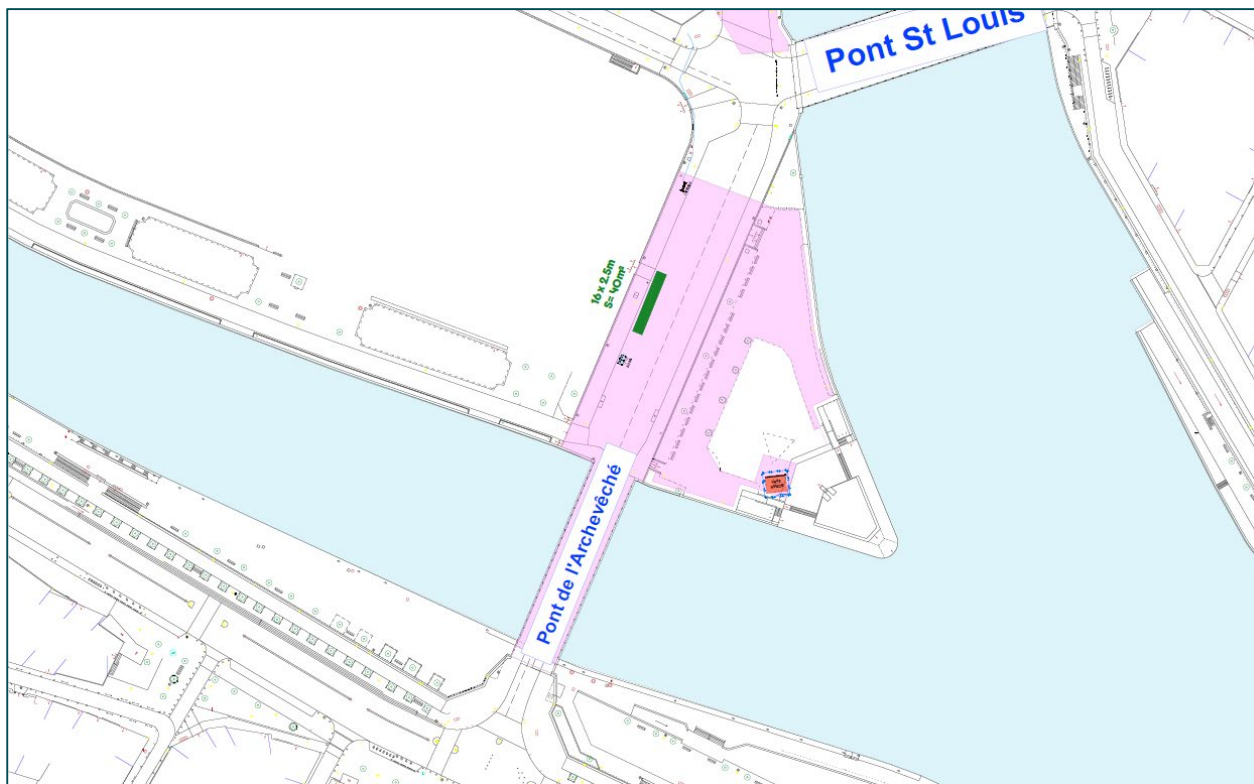 Pont St Louis
16 x 2.5m
S= 40m²
Pont de l'Archevêché